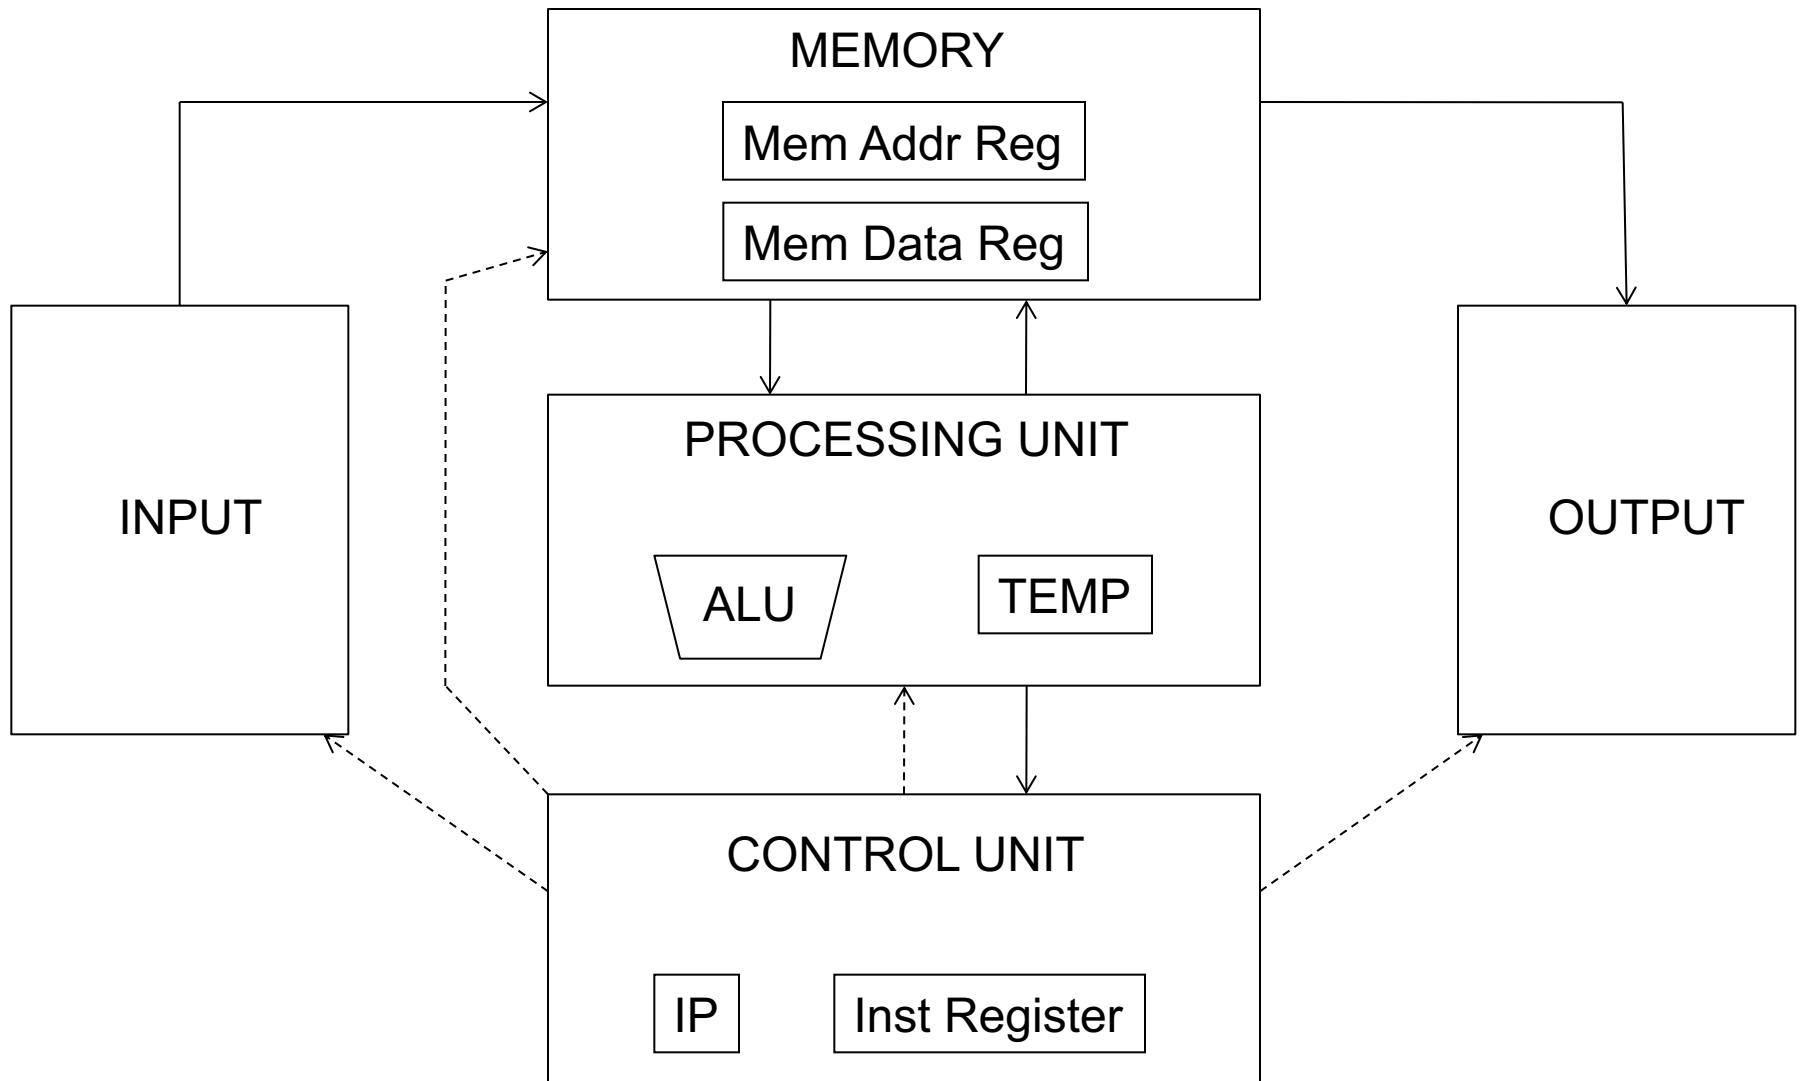 MEMORY
Mem Addr Reg
Mem Data Reg
INPUT
PROCESSING UNIT
ALU
TEMP
OUTPUT
CONTROL UNIT
IP
Inst Register